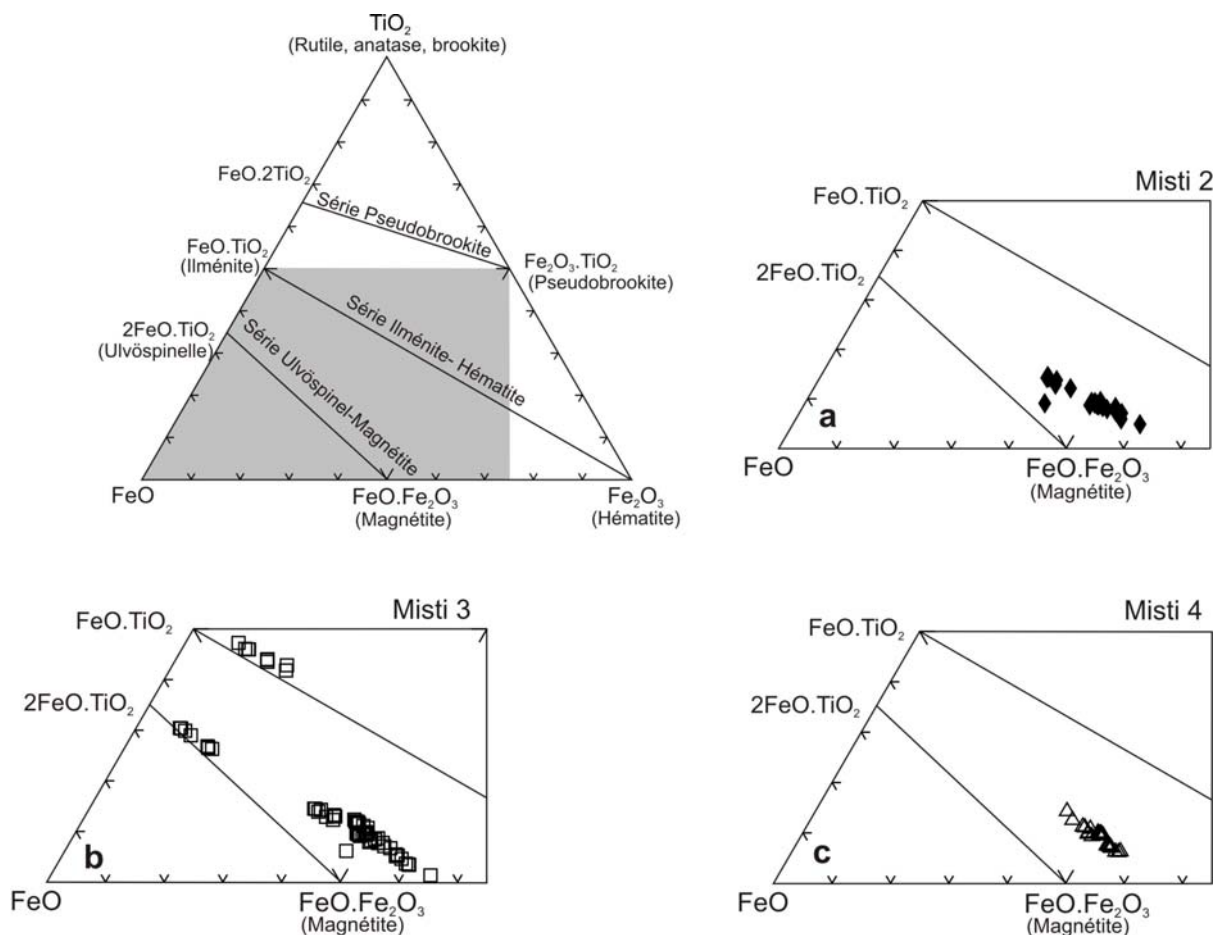 TiO₂
(Rutile, anatase, brookite)
FeO.2TiO₂
Série Pseudobrookite
FeO.TiO₂
(Ilménite)
Fe₂O₃.TiO₂
(Pseudobrookite)
Série Ilménite- Hématite
2FeO.TiO₂
(Ulvöspinelle)
Série Ulvöspinel-Magnétite
FeO
FeO.Fe₂O₃
(Magnétite)
Fe₂O₃
(Hématite)
Misti 2
FeO.TiO₂
2FeO.TiO₂
a
FeO
FeO.Fe₂O₃
(Magnétite)
Misti 3
FeO.TiO₂
2FeO.TiO₂
b
FeO
FeO.Fe₂O₃
(Magnétite)
Misti 4
FeO.TiO₂
2FeO.TiO₂
c
FeO
FeO.Fe₂O₃
(Magnétite)